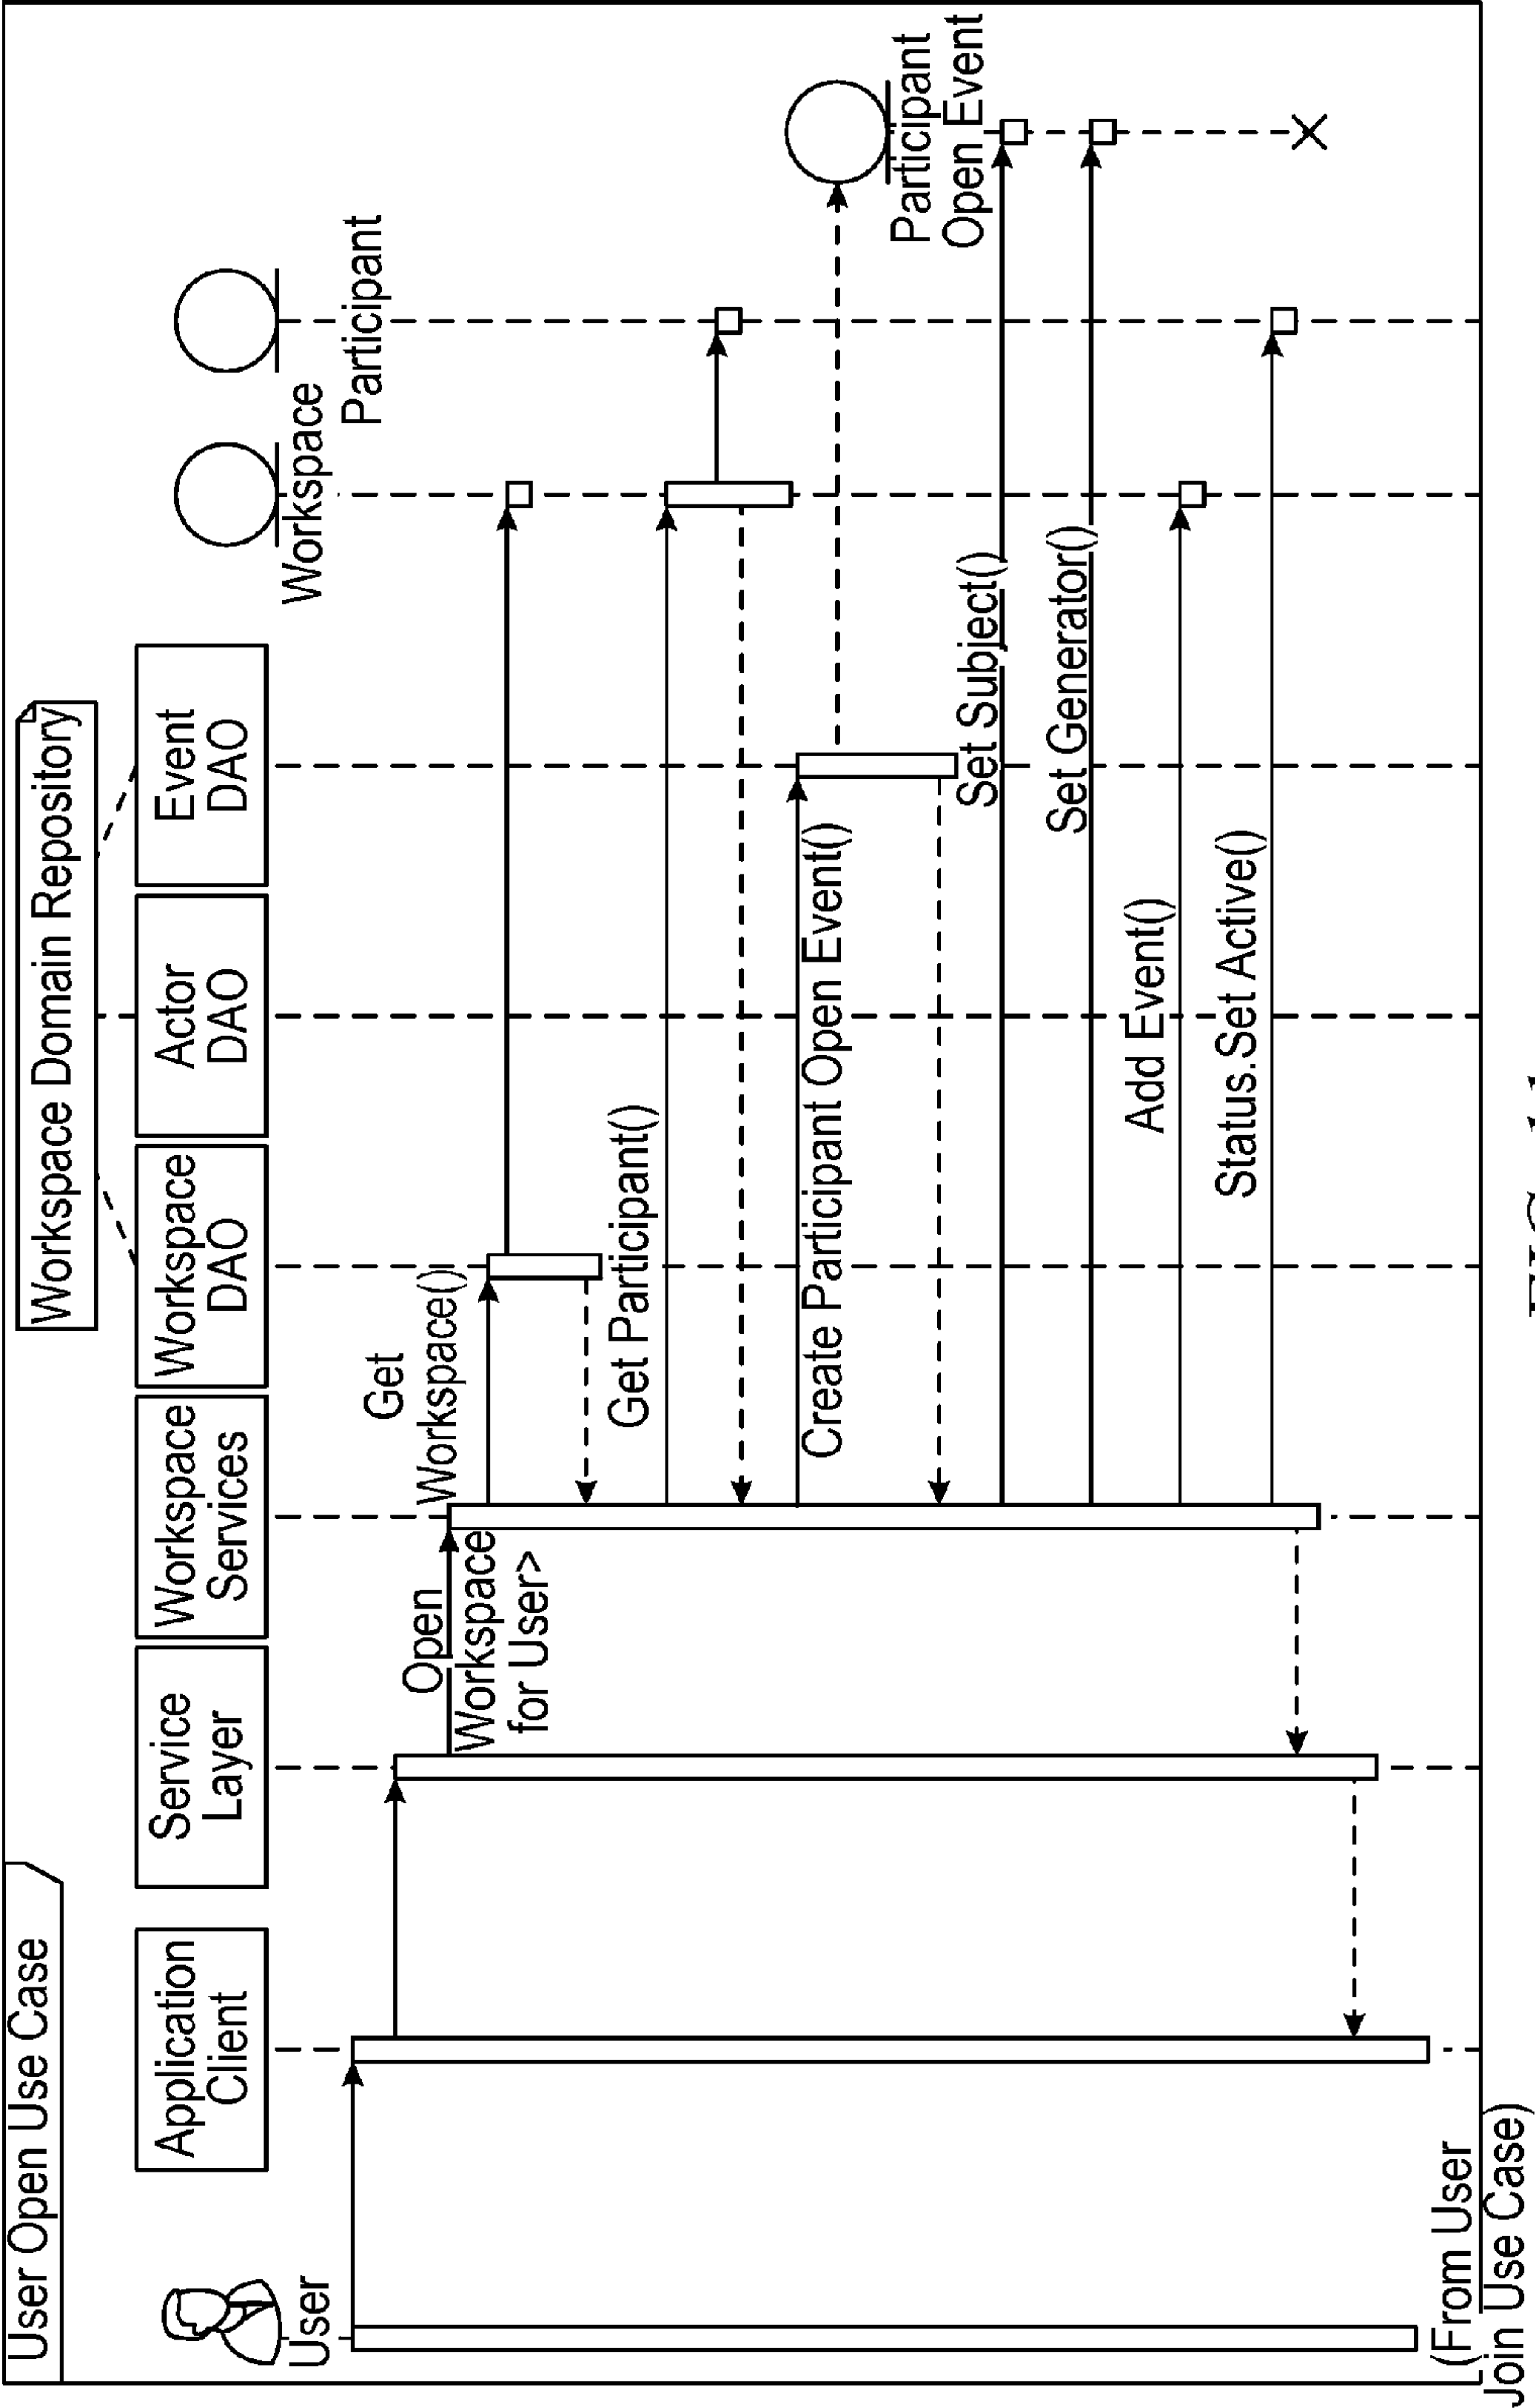 User Open Use Case
Workspace Domain Repository
User
Application
Client
Service
Layer
Workspace
Services
Workspace
DAO
Actor
DAO
Event
DAO
Workspace
Participant
Open
Workspace
for User>
Get
Workspace()
Get Participant()
Create Participant Open Event()
Participant
Open Event
Set Subject()
Set Generator()
Add Event()
Status.Set Active()
(From User
Join Use Case)